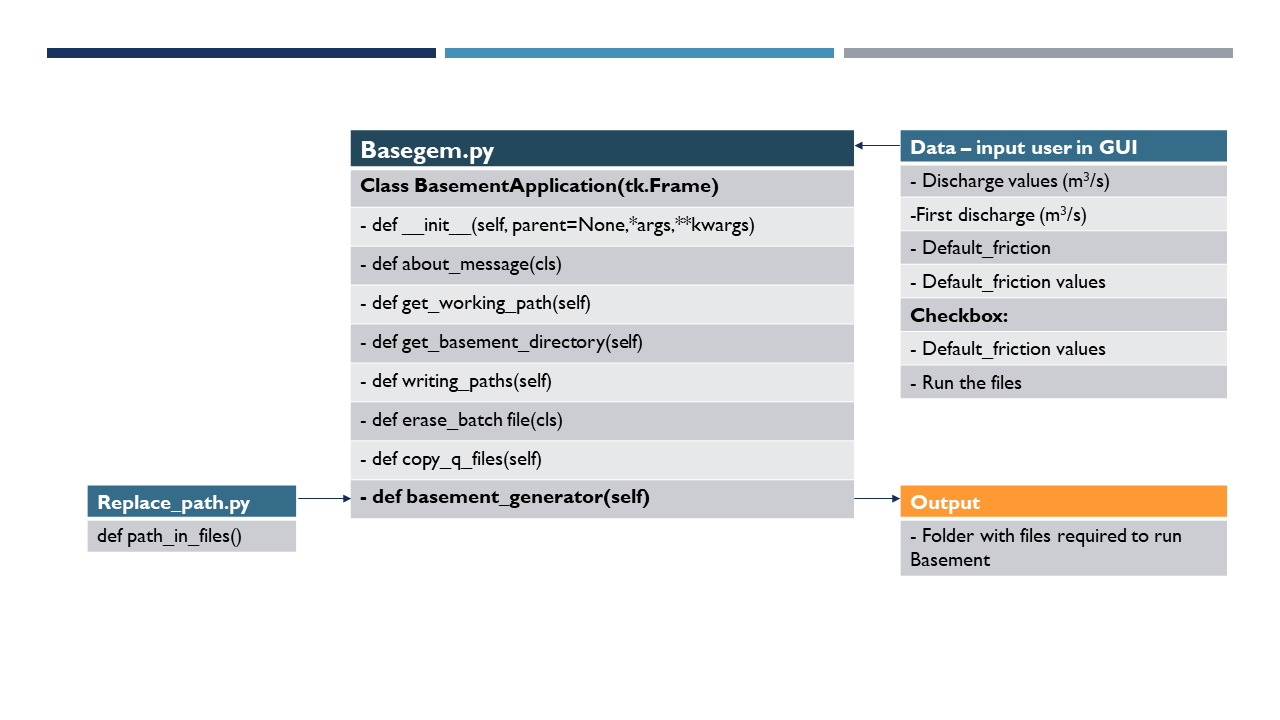 Basegem.py
Class BasementApplication(tk.Frame)
- def __init__(self, parent=None,*args,**kwargs)
- def about_message(cls)
- def get_working_path(self)
- def get_basement_directory(self)
- def writing_paths(self)
- def erase_batch file(cls)
- def copy_q_files(self)
- def basement_generator(self)
Data – input user in GUI
- Discharge values (m³/s)
-First discharge (m³/s)
- Default_friction
- Default_friction values
Checkbox:
- Default_friction values
- Run the files
Replace_path.py
def path_in_files()
Output
- Folder with files required to run
Basement